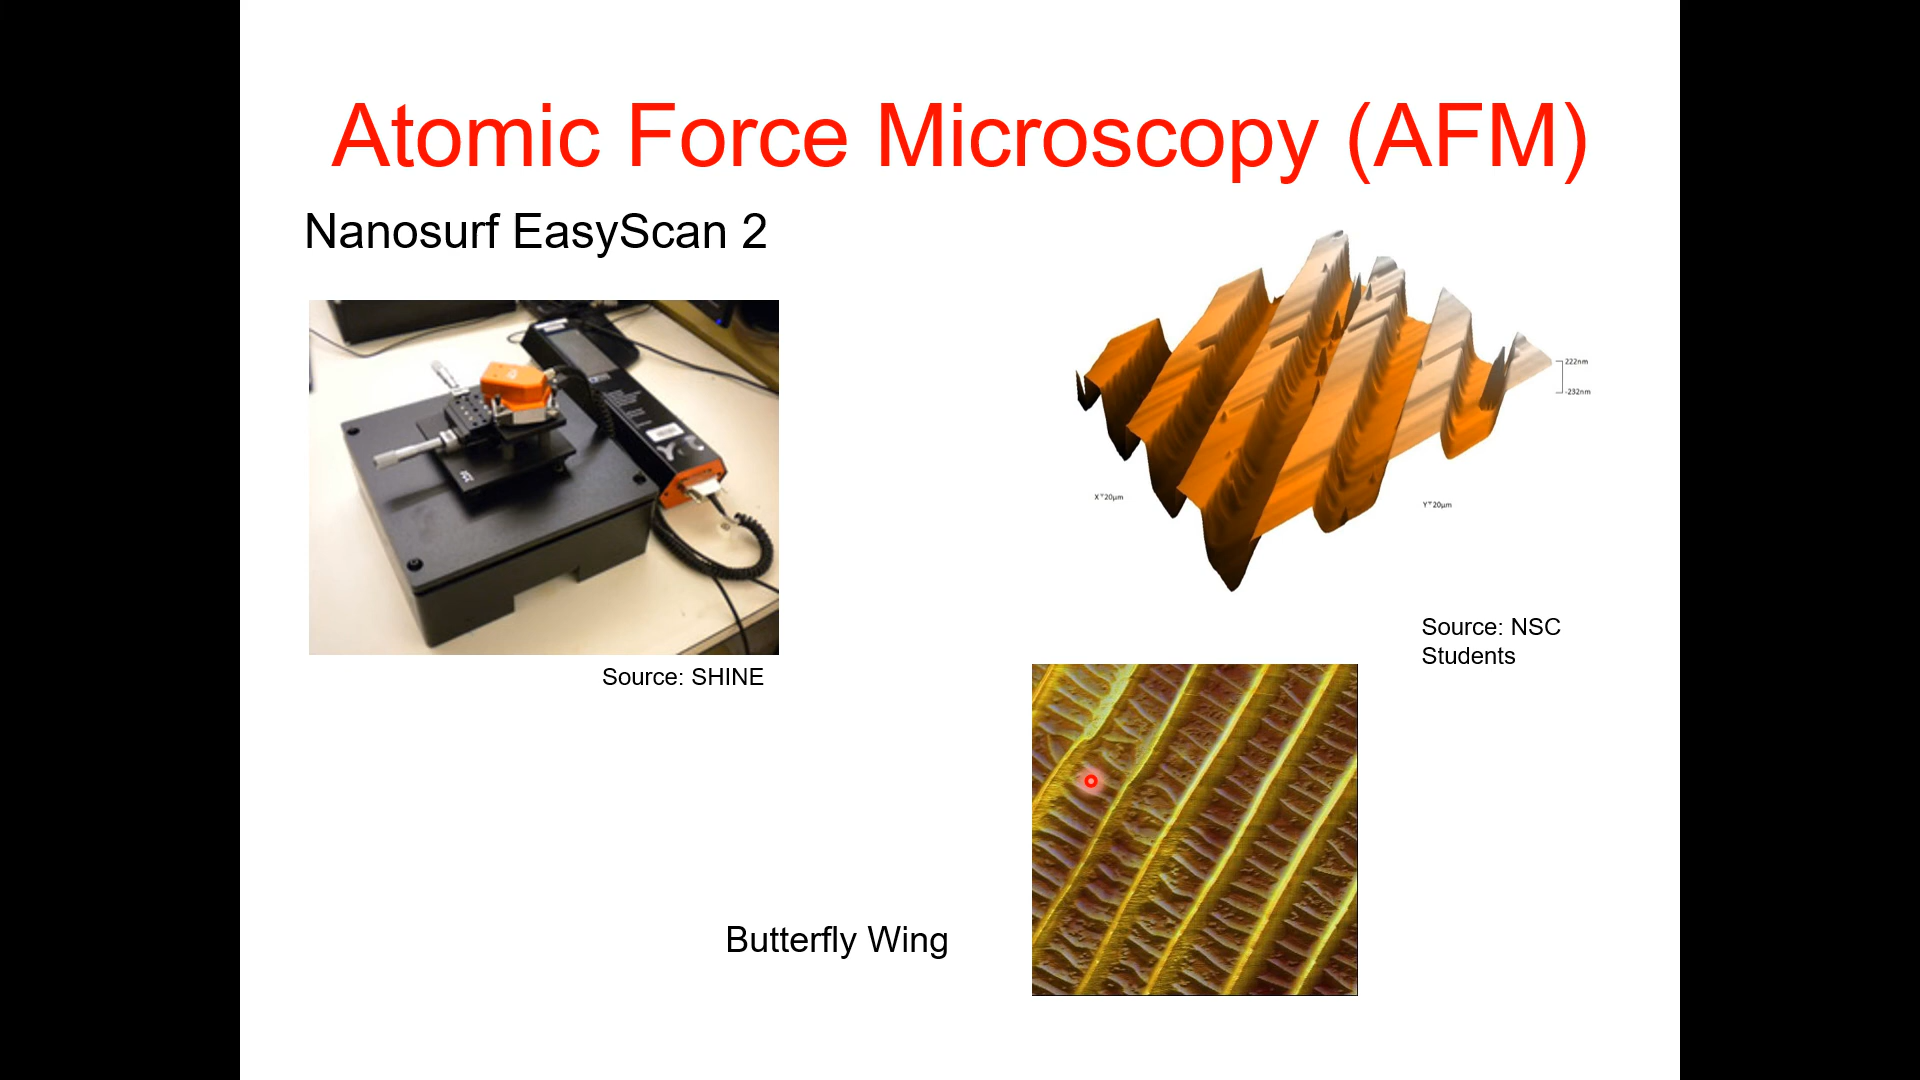 Atomic Force Microscopy (AFM)
Nanosurf EasyScan 2
222nm
-232nm
X*20µm
Y*20µm
Source: NSC
Students
Source: SHINE
Butterfly Wing